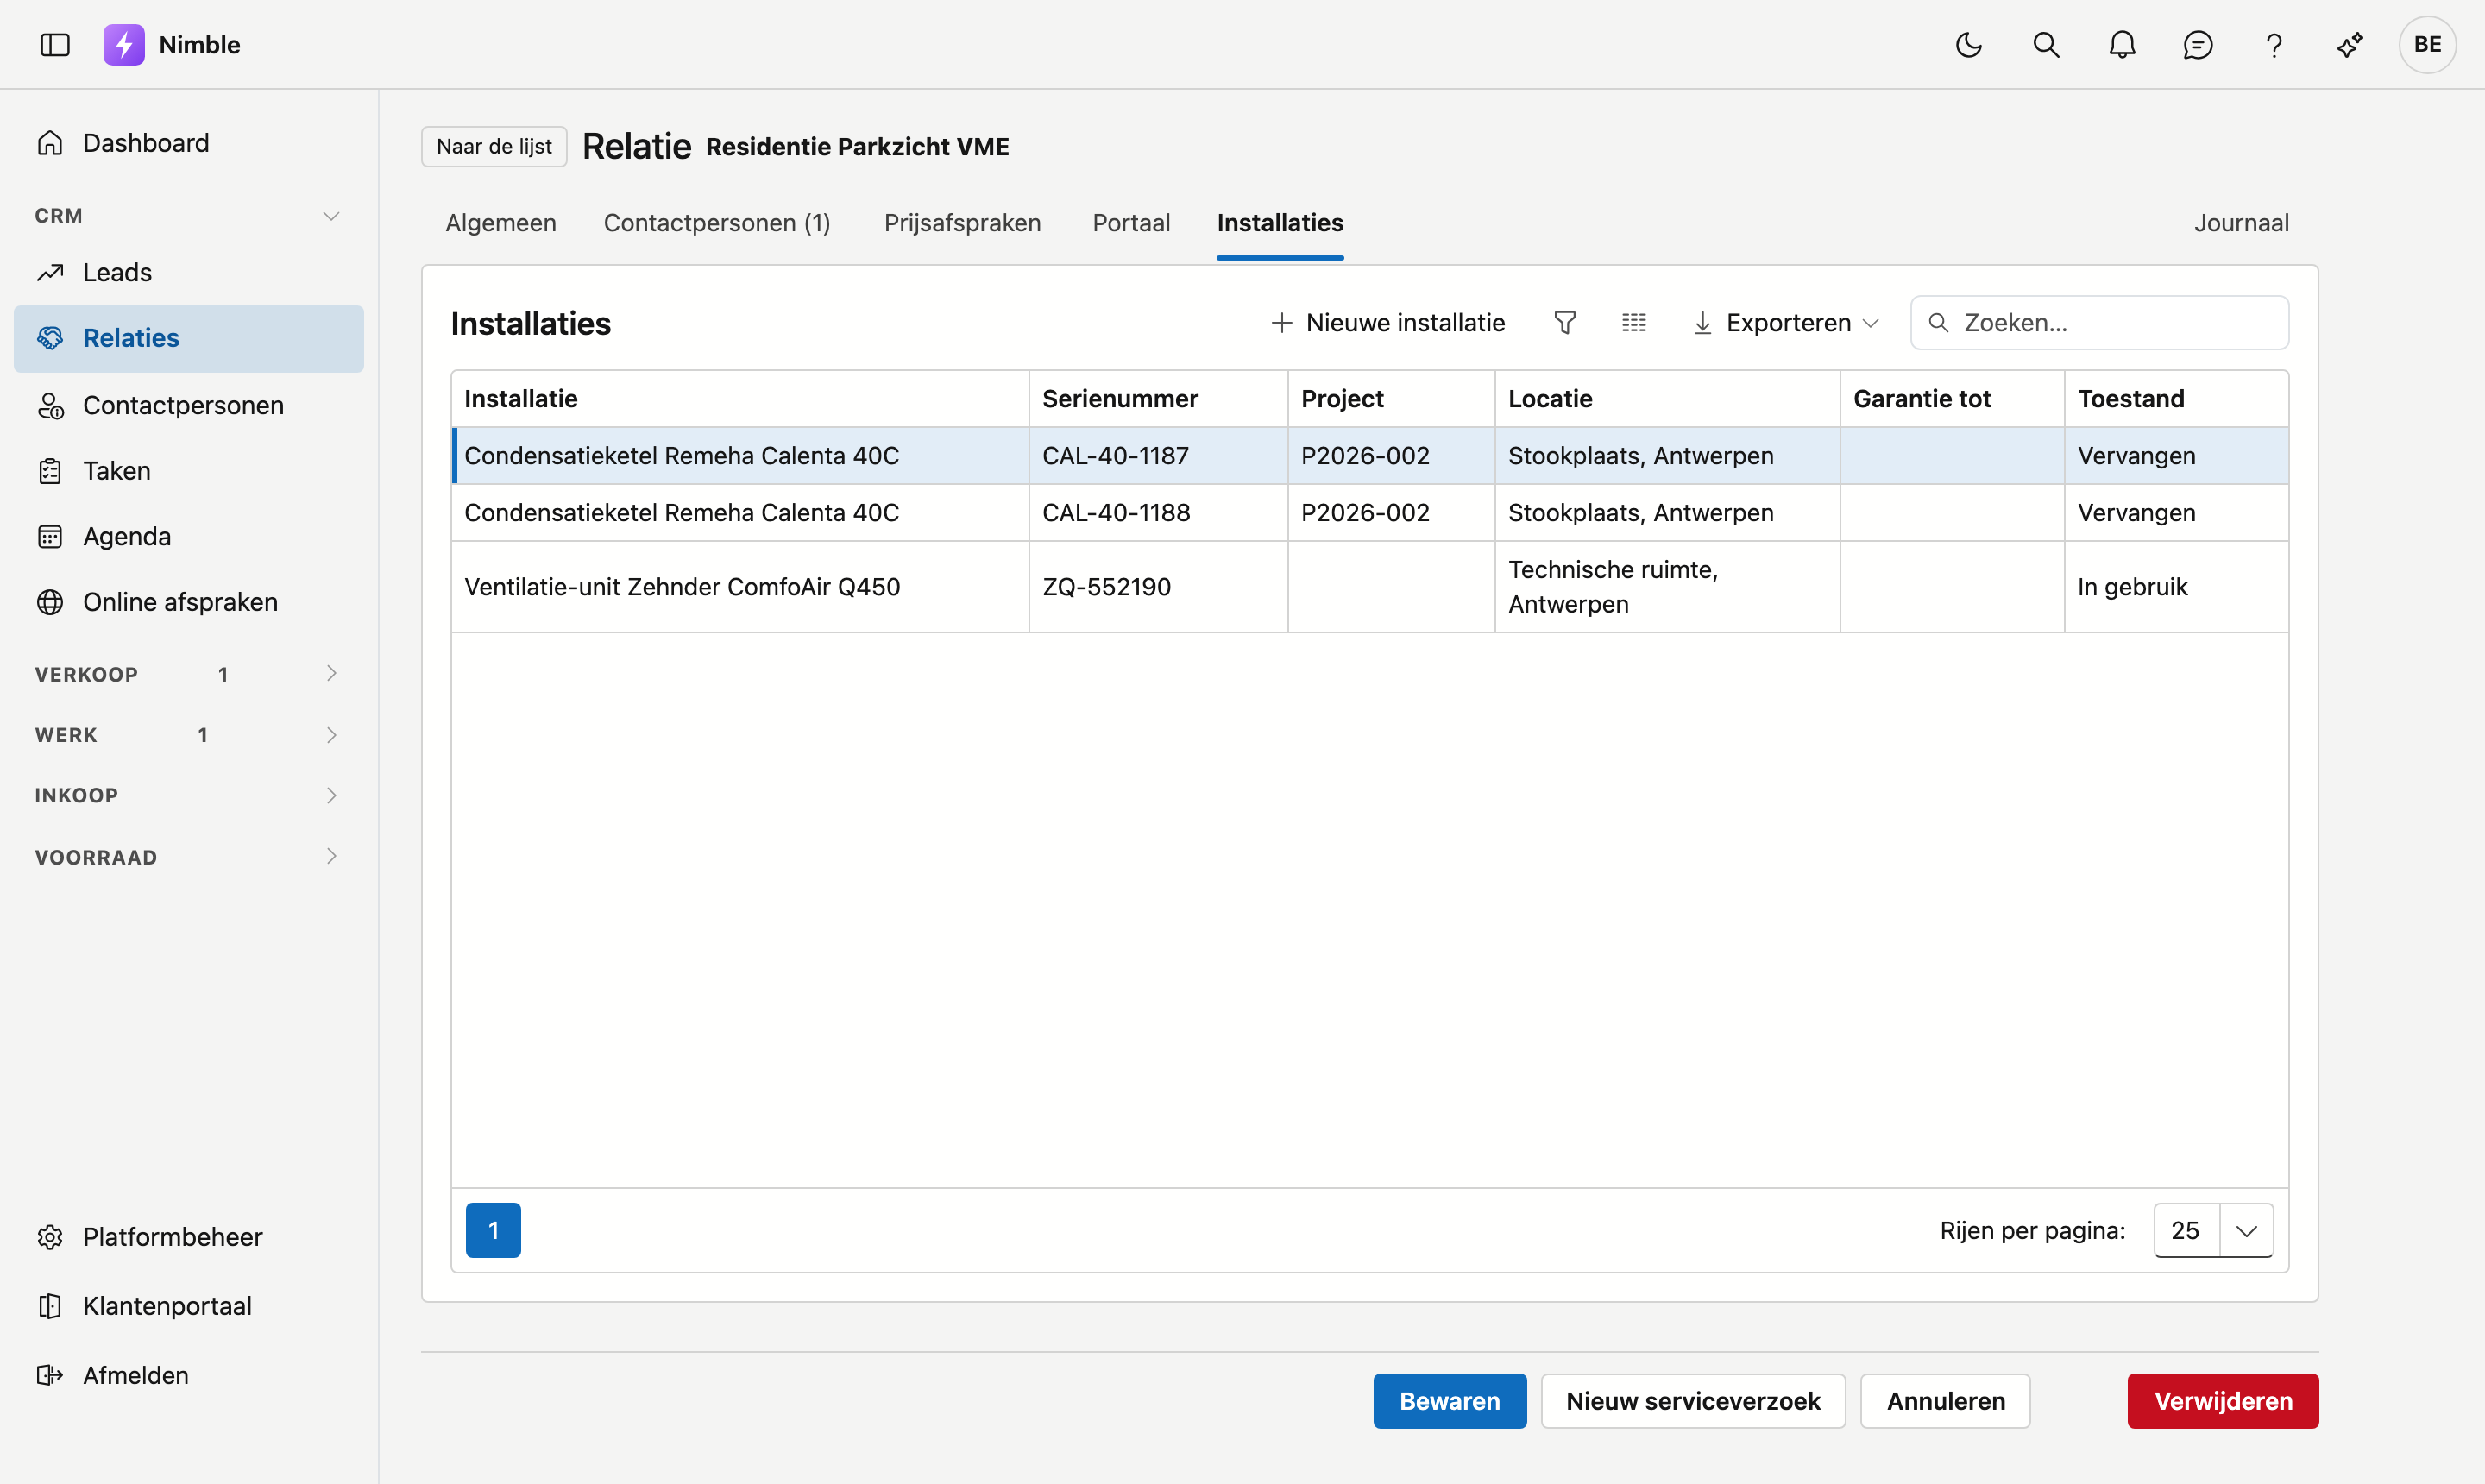 Nimble
BE
Dashboard
CRM
Leads
Relaties
Contactpersonen
Taken
Agenda
Online afspraken
VERKOOP 1
WERK 1
INKOOP
VOORRAAD
Platformbeheer
Klantenportaal
Afmelden
Naar de lijst Relatie Residentie Parkzicht VME
Algemeen Contactpersonen (1) Prijsafspraken Portaal Installaties Journaal
Installaties Nieuwe installatie Exporteren Zoeken...
Installatie Serienummer Project Locatie Garantie tot Toestand
Condensatieketel Remeha Calenta 40C CAL-40-1187 P2026-002 Stookplaats, Antwerpen Vervangen
Condensatieketel Remeha Calenta 40C CAL-40-1188 P2026-002 Stookplaats, Antwerpen Vervangen
Ventilatie-unit Zehnder ComfoAir Q450 ZQ-552190 Technische ruimte, Antwerpen In gebruik
1 Rijen per pagina: 25
Bewaren Nieuw serviceverzoek Annuleren Verwijderen